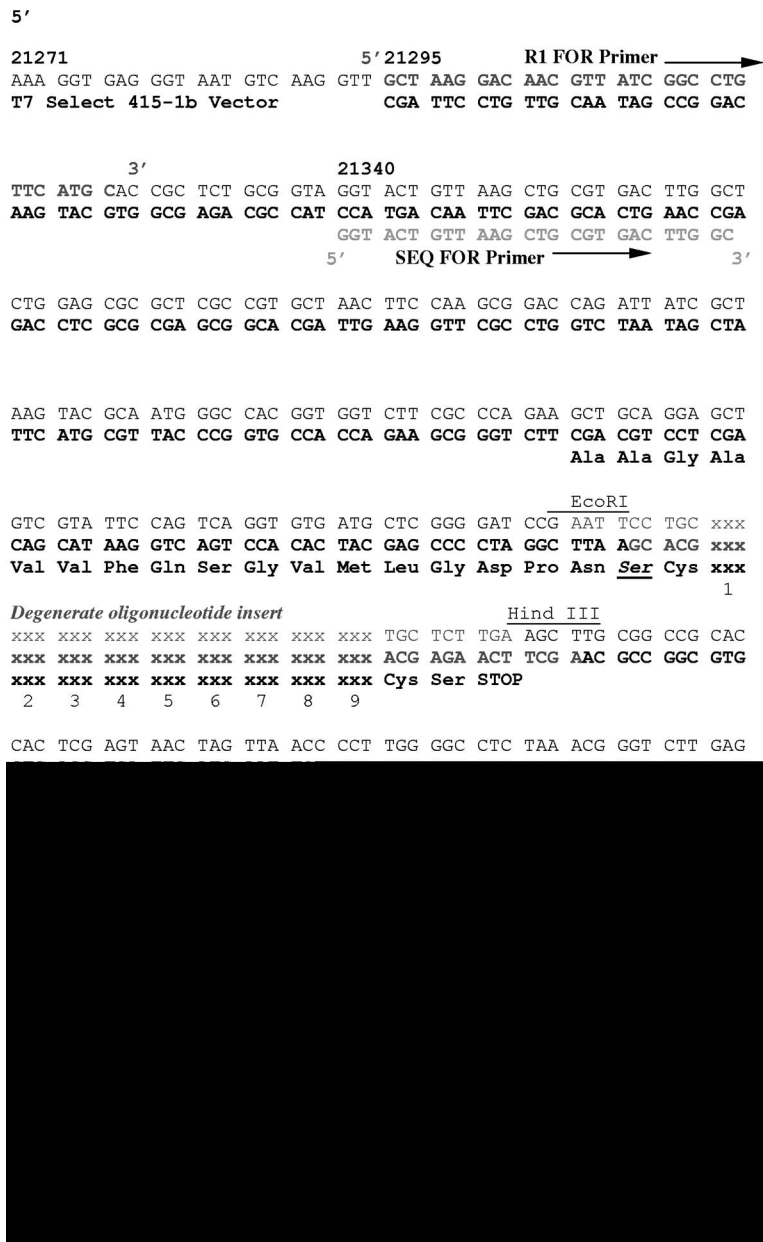 5′
21271 5′ 21295 R1 FOR Primer
AAA GGT GAG GGT AAT GTC AAG GTT GCT AAG GAC AAC GTT ATC GGC CTG
T7 Select 415-1b Vector CGA TTC CTG TTG CAA TAG CCG GAC
3′ 21340
TTC ATG CAC CGC TCT GCG GTA GGT ACT GTT AAG CTG CGT GAC TTG GCT
AAG TAC GTG GCG AGA CGC CAT CCA TGA CAA TTC GAC GCA CTG AAC CGA
GGT ACT GTT AAG CTG CGT GAC TTG GC
5′ SEQ FOR Primer 3′
CTG GAG CGC GCT CGC CGT GCT AAC TTC CAA GCG GAC CAG ATT ATC GCT
GAC CTC GCG CGA GCG GCA CGA TTG AAG GTT CGC CTG GTC TAA TAG CTA
AAG TAC GCA ATG GGC CAC GGT GGT CTT CGC CCA GAA GCT GCA GGA GCT
TTC ATG CGT TAC CCG GTG CCA CCA GAA GCG GGT CTT CGA CGT CCT CGA
Ala Ala Gly Ala
EcoRI
GTC GTA TTC CAG TCA GGT GTG ATG CTC GGG GAT CCG AAT TCC TGC xxx
CAG CAT AAG GTC AGT CCA CAC TAC GAG CCC CTA GGC TTA AGC ACG xxx
Val Val Phe Gln Ser Gly Val Met Leu Gly Asp Pro Asn Ser Cys xxx
1
Degenerate oligonucleotide insert Hind III
xxx xxx xxx xxx xxx xxx xxx xxx TGC TCT TGA AGC TTG CGG CCG CAC
xxx xxx xxx xxx xxx xxx xxx xxx ACG AGA ACT TCG AAC GCC GGC GTG
xxx xxx xxx xxx xxx xxx xxx xxx Cys Ser STOP
2 3 4 5 6 7 8 9
CAC TCG AGT AAC TAG TTA ACC CCT TGG GGC CTC TAA ACG GGT CTT GAG